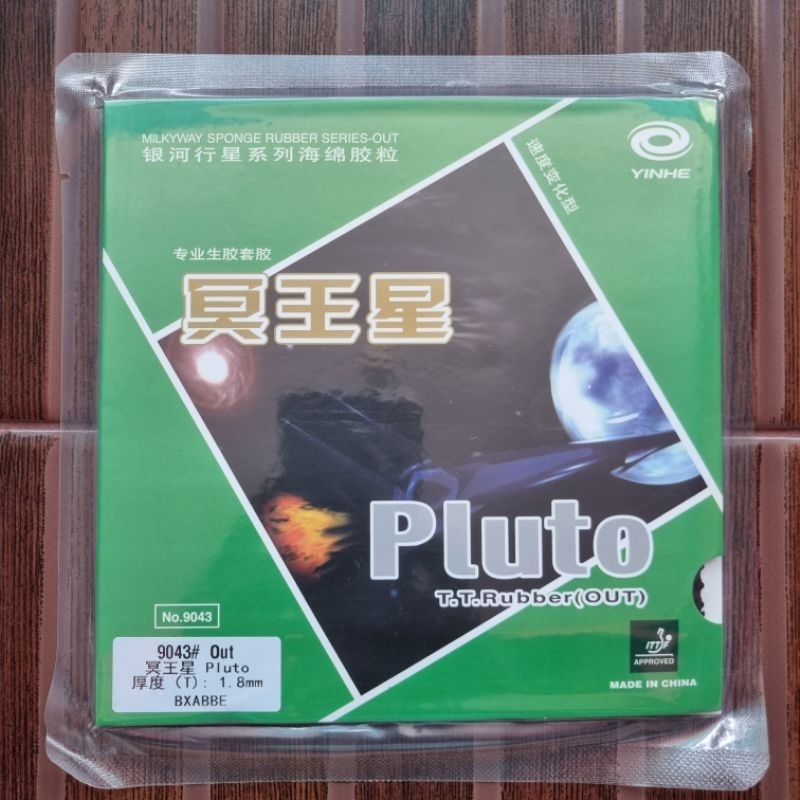 MILKYWAY SPONGE RUBBER SERIES-OUT
银河行星系列海绵胶粒
YINHE
速度变化型
专业生胶套胶
冥王星
Pluto
T.T.Rubber(OUT)
No.9043
9043# Out
冥王星 Pluto
厚度 (T): 1.8mm
BXABBE
ITTF
APPROVED
MADE IN CHINA